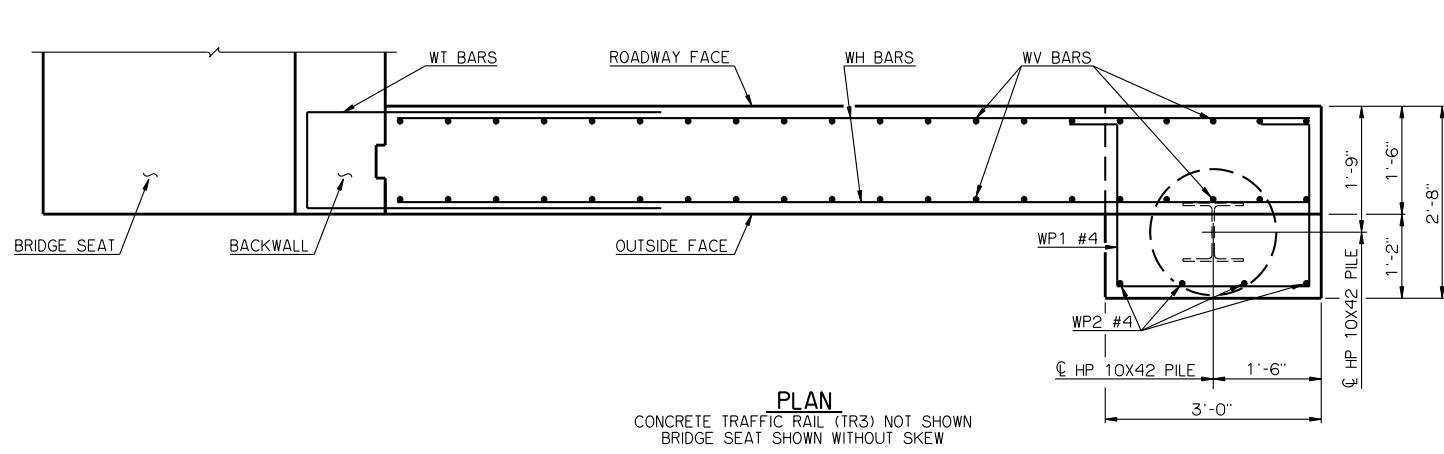 WT BARS
ROADWAY FACE
WH BARS
WV BARS
BRIDGE SEAT
BACKWALL
OUTSIDE FACE
WP1 #4
WP2 #4
1'-9"
1'-6"
1'-2"
2'-8"
℄ HP 10X42 PILE
℄ HP 10X42 PILE
1'-6"
3'-0"
PLAN
CONCRETE TRAFFIC RAIL (TR3) NOT SHOWN
BRIDGE SEAT SHOWN WITHOUT SKEW